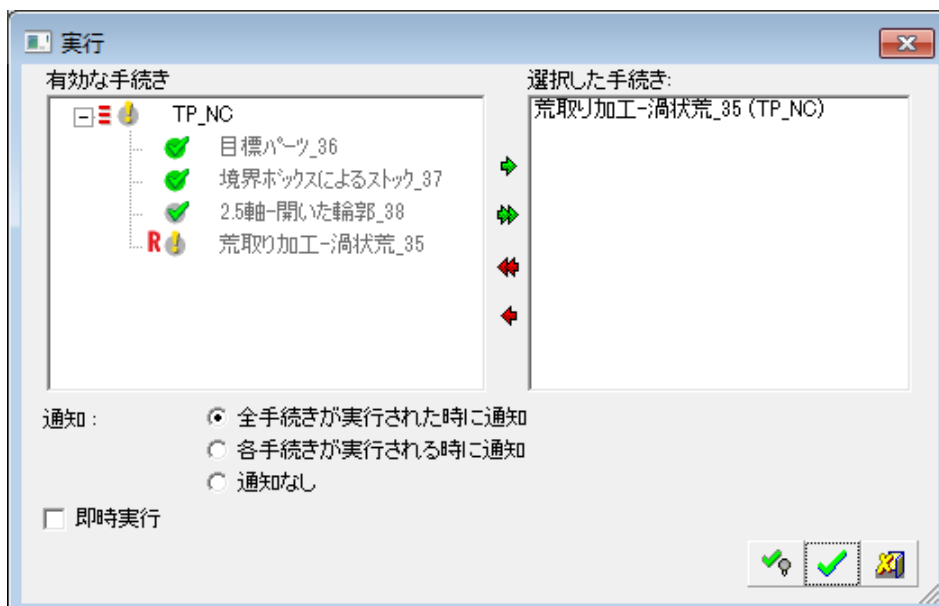 実行
有効な手続き
選択した手続き:
TP_NC
目標パーツ_36
境界ボックスによるストック_37
2.5軸-開いた輪郭_38
R
荒取り加工-渦状荒_35
荒取り加工-渦状荒_35 (TP_NC)
通知 :
全手続きが実行された時に通知
各手続きが実行される時に通知
通知なし
即時実行